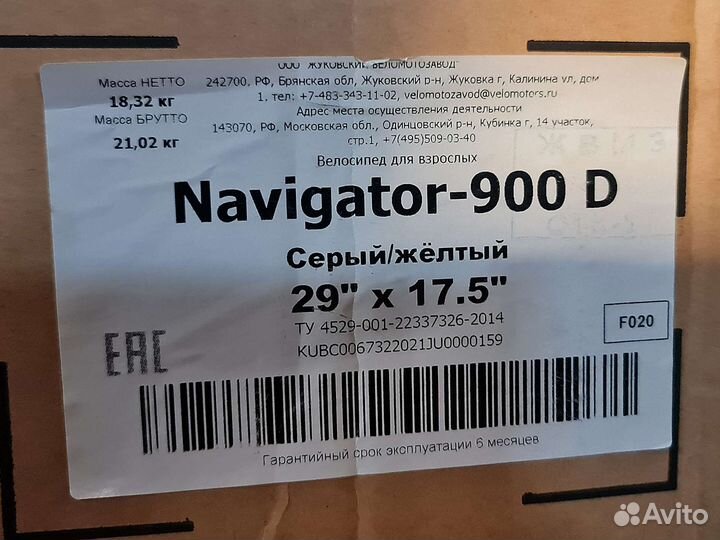 ООО "ЖУКОВСКИЙ ВЕЛОМОТОЗАВОД"
242700, РФ, Брянская обл, Жуковский р-н, Жуковка г, Калинина ул, дом
1, тел: +7-483-343-11-02, velomotozavod@velomotors.ru
Адрес места осуществления деятельности
143070, РФ, Московская обл., Одинцовский р-н, Кубинка г, 14 участок,
стр.1, +7(495)509-03-40
Масса НЕТТО
18,32 кг
Масса БРУТТО
21,02 кг
Велосипед для взрослых
Navigator-900 D
Серый/жёлтый
29" x 17.5"
ТУ 4529-001-22337326-2014
KUBC0067322021JU0000159
F020
EAC
Гарантийный срок эксплуатации 6 месяцев
Avito